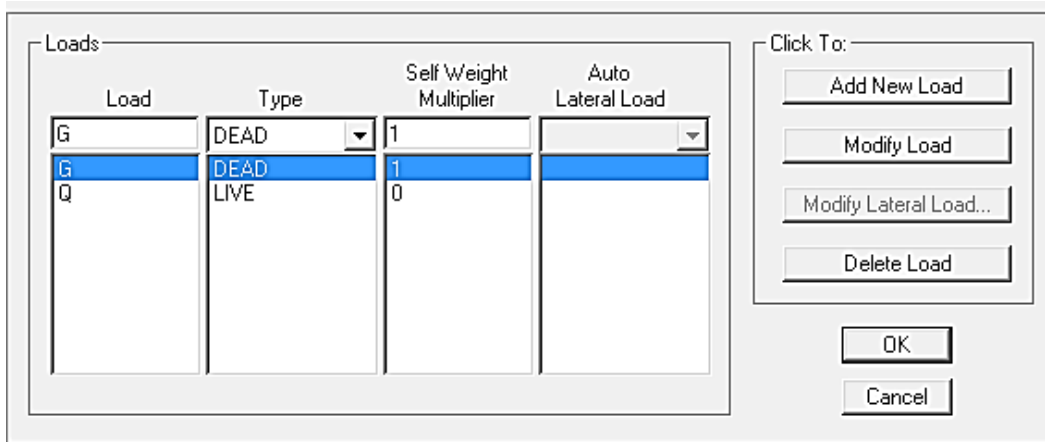 Loads
Load Type Self Weight Multiplier Auto Lateral Load
G DEAD 1
G DEAD 1
Q LIVE 0
Click To:
Add New Load
Modify Load
Modify Lateral Load...
Delete Load
OK
Cancel